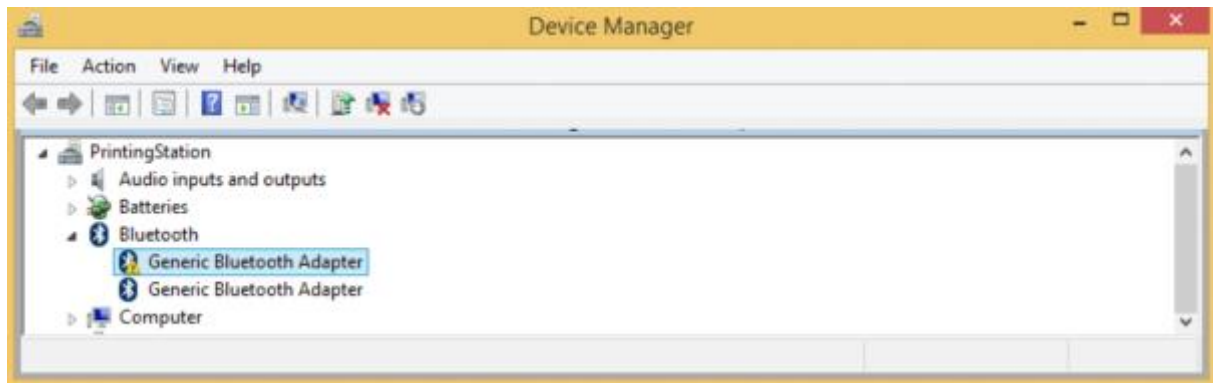 Device Manager
File Action View Help
PrintingStation
Audio inputs and outputs
Batteries
Bluetooth
Generic Bluetooth Adapter
Generic Bluetooth Adapter
Computer